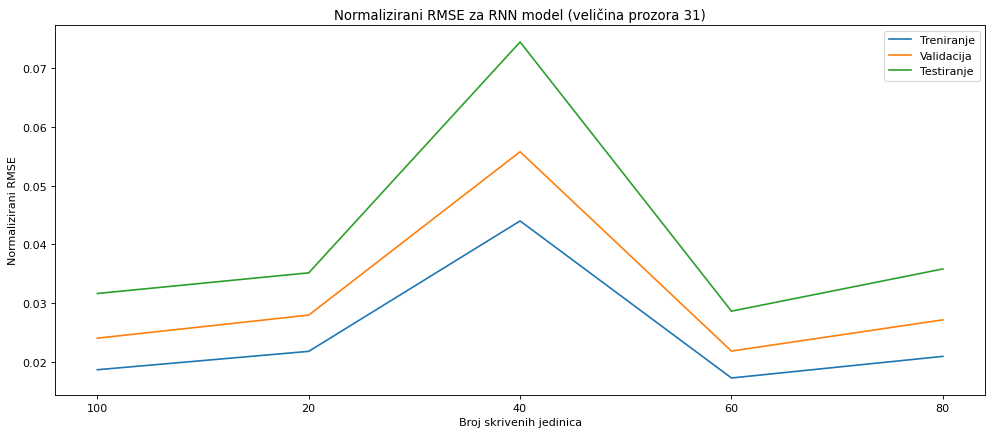 Normalizirani RMSE za RNN model (veličina prozora 31)
Treniranje
Validacija
Testiranje
Normalizirani RMSE
0.07
0.06
0.05
0.04
0.03
0.02
100 20 40 60 80
Broj skrivenih jedinica